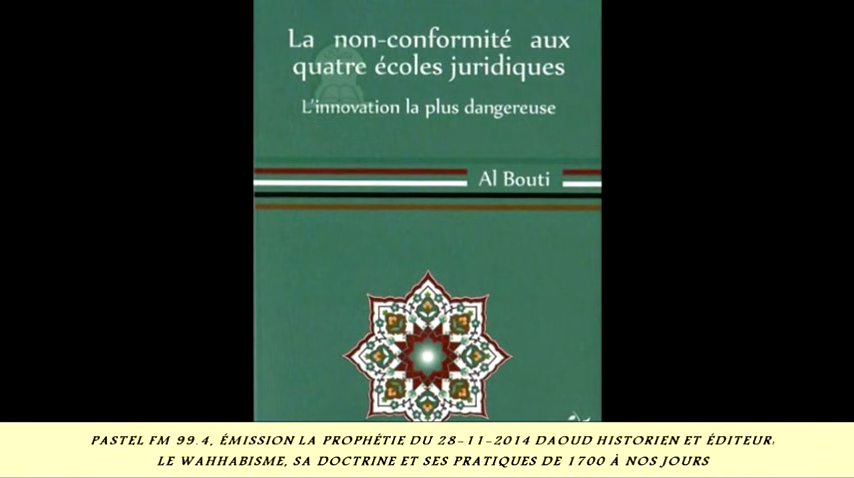 La non-conformité aux
quatre écoles juridiques
L'innovation la plus dangereuse
Al Bouti
PASTEL FM 99.4, ÉMISSION LA PROPHÉTIE DU 28-11-2014 DAOUD HISTORIEN ET ÉDITEUR:
LE WAHHABISME, SA DOCTRINE ET SES PRATIQUES DE 1700 À NOS JOURS